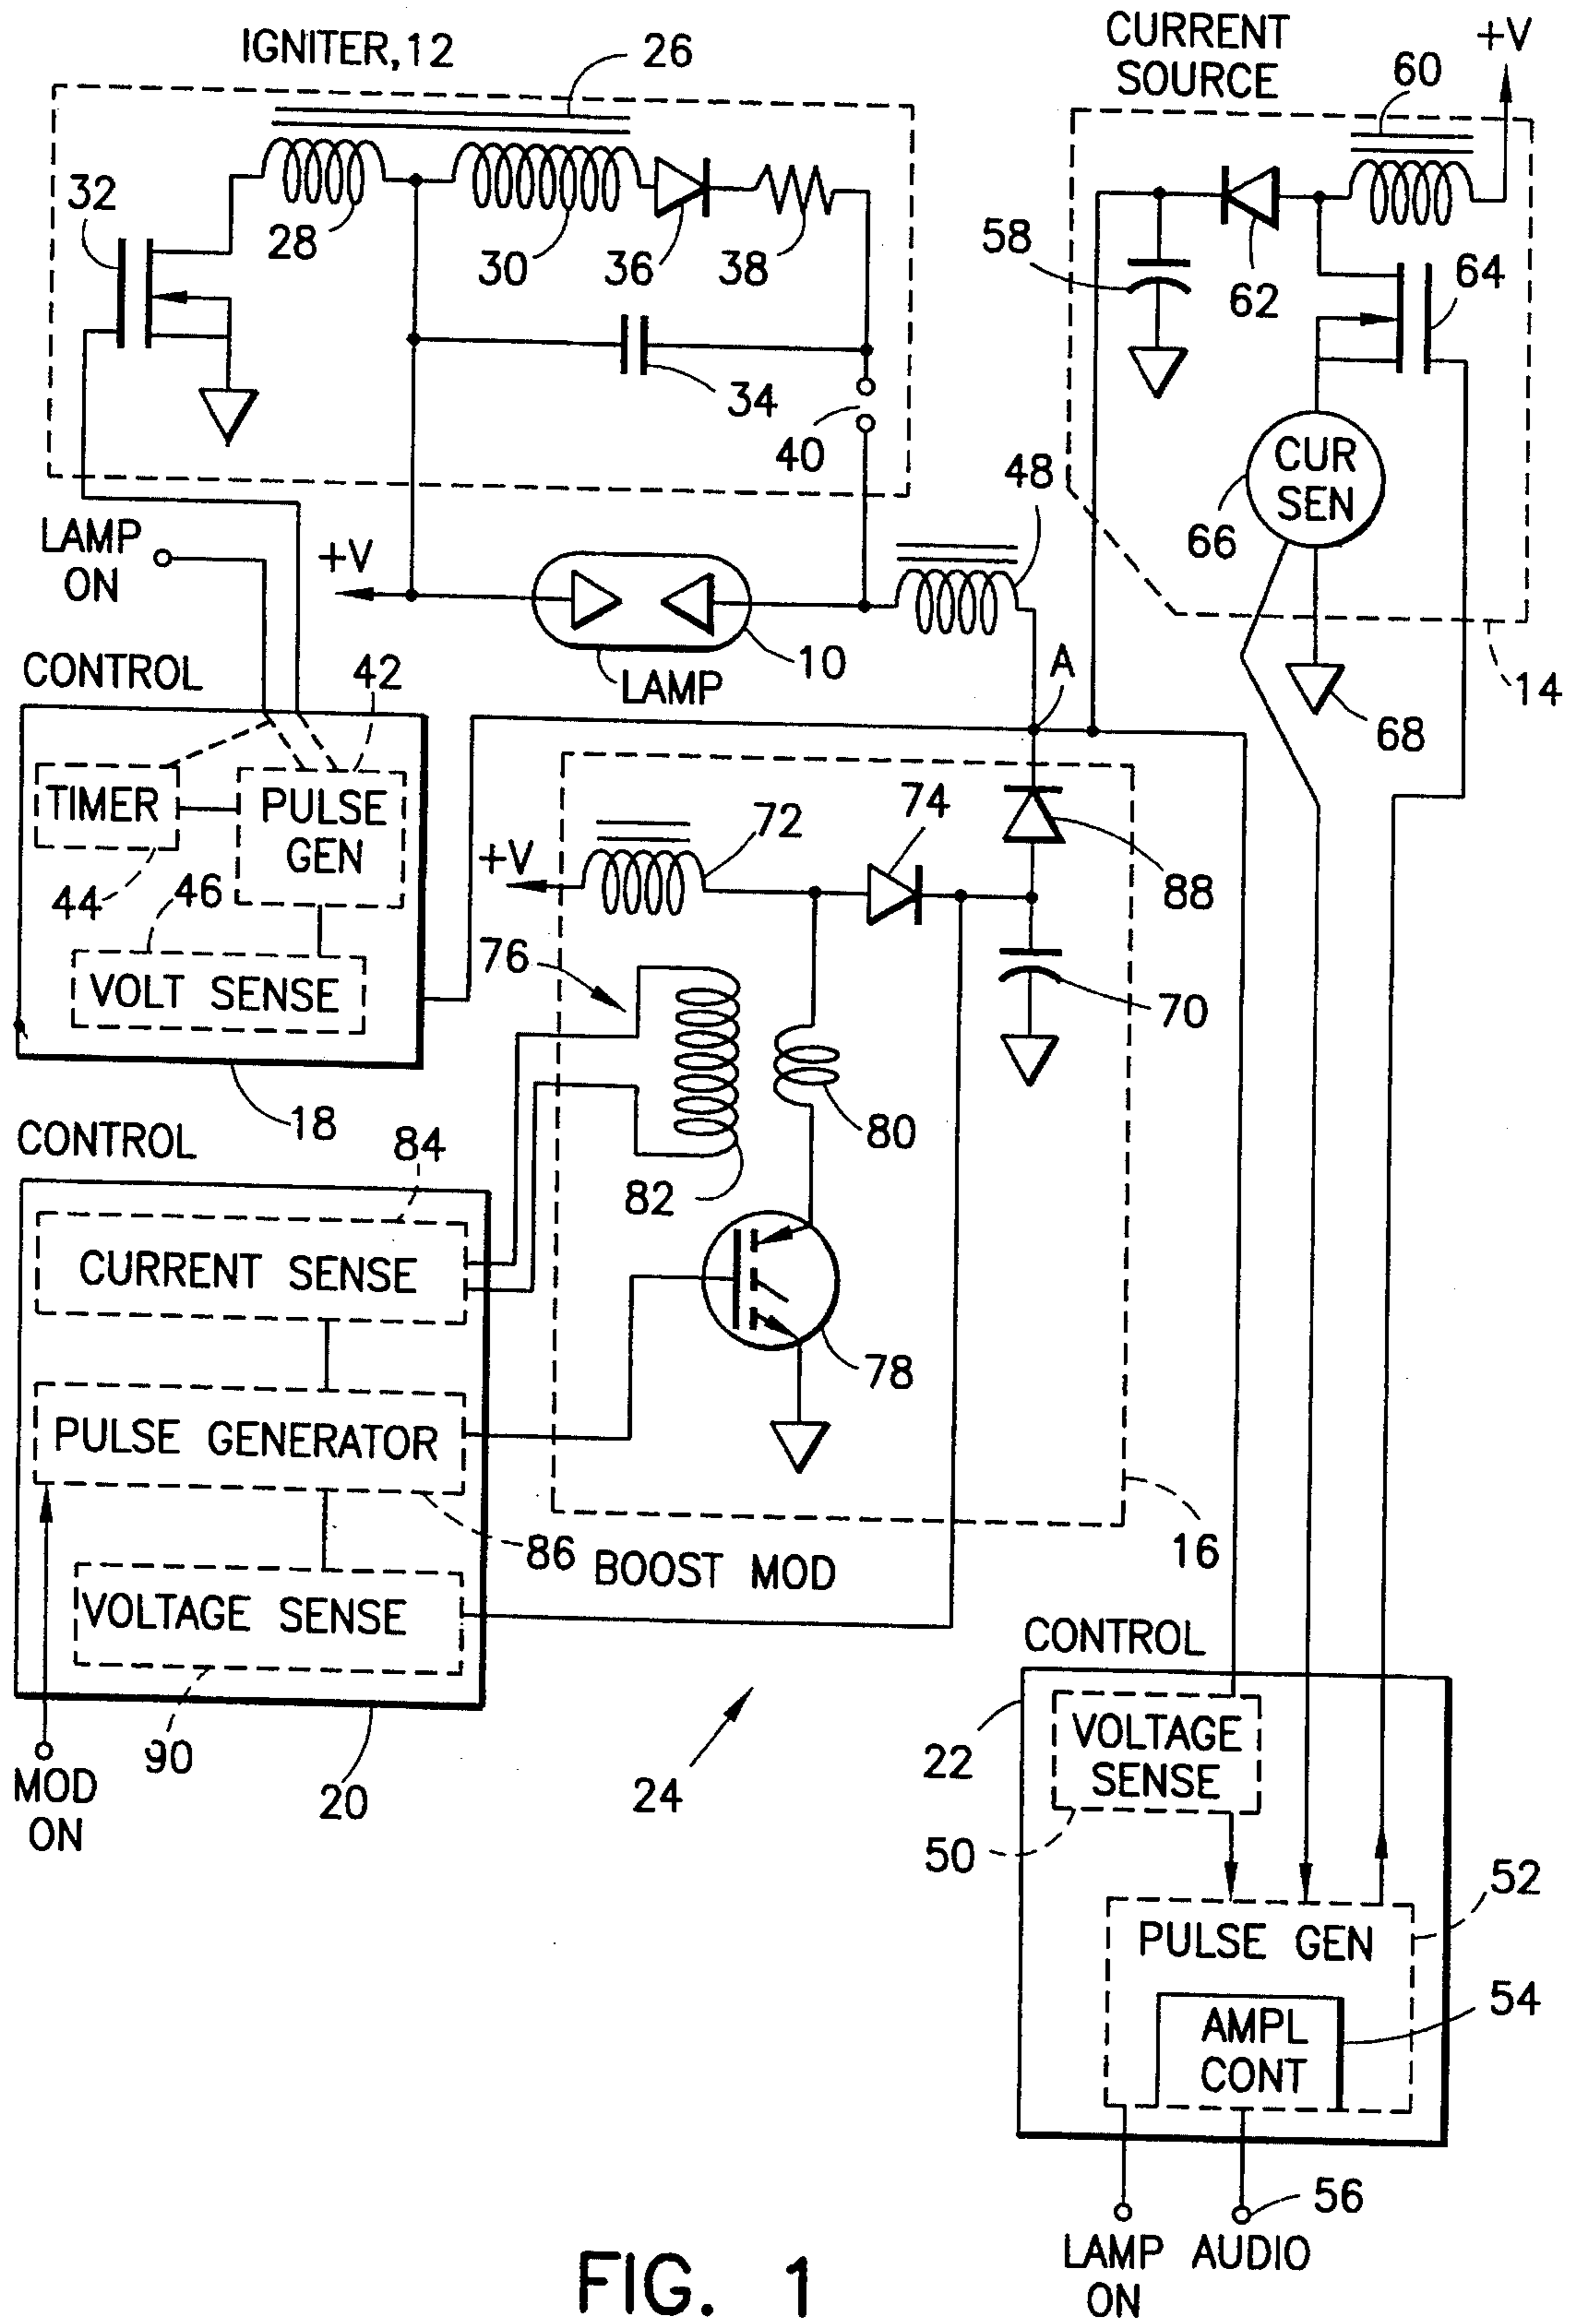 IGNITER, 12
26
CURRENT
SOURCE
+V
60
32
28
30
36
38
58
62
64
34
40
CUR
SEN
66
48
LAMP
ON
+V
10
LAMP
A
14
68
CONTROL
42
TIMER
PULSE
GEN
44
46
VOLT SENSE
18
+V
72
74
88
76
70
80
82
78
CONTROL
84
CURRENT SENSE
PULSE GENERATOR
86
VOLTAGE SENSE
90
20
MOD
ON
BOOST MOD
16
24
CONTROL
22
VOLTAGE
SENSE
50
52
PULSE GEN
54
AMPL
CONT
56
LAMP
ON
AUDIO
FIG. 1